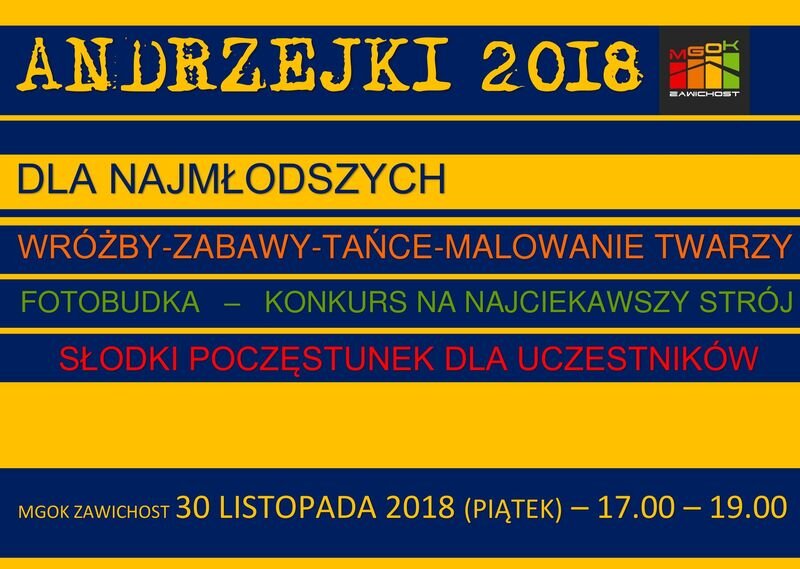 ANDRZEJKI 2018
MGOK
ZAWICHOST
DLA NAJMŁODSZYCH
WRÓŻBY-ZABAWY-TAŃCE-MALOWANIE TWARZY
FOTOBUDKA – KONKURS NA NAJCIEKAWSZY STRÓJ
SŁODKI POCZĘSTUNEK DLA UCZESTNIKÓW
MGOK ZAWICHOST 30 LISTOPADA 2018 (PIĄTEK) – 17.00 – 19.00